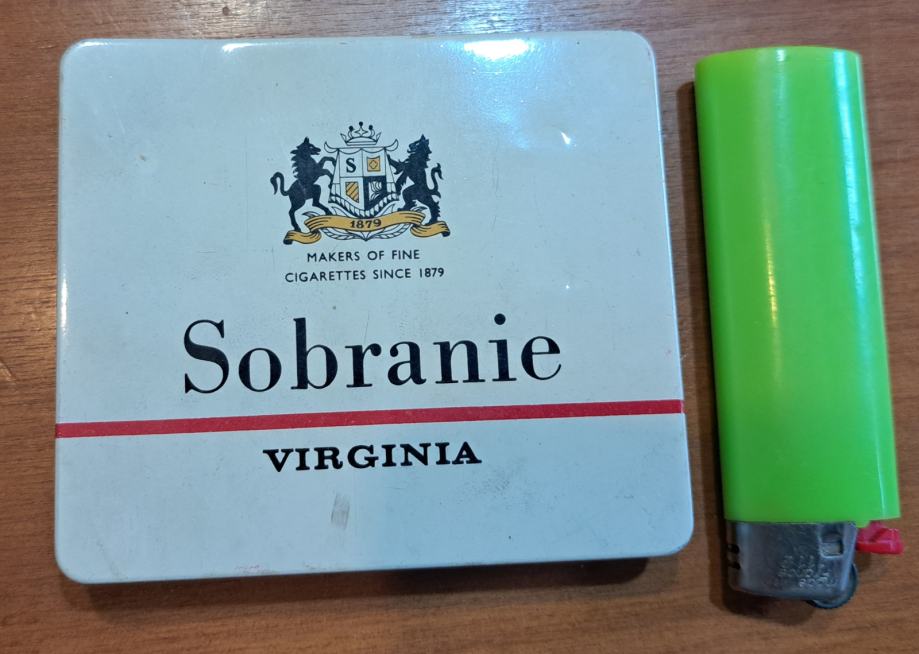 S
1879
MAKERS OF FINE
CIGARETTES SINCE 1879
Sobranie
VIRGINIA